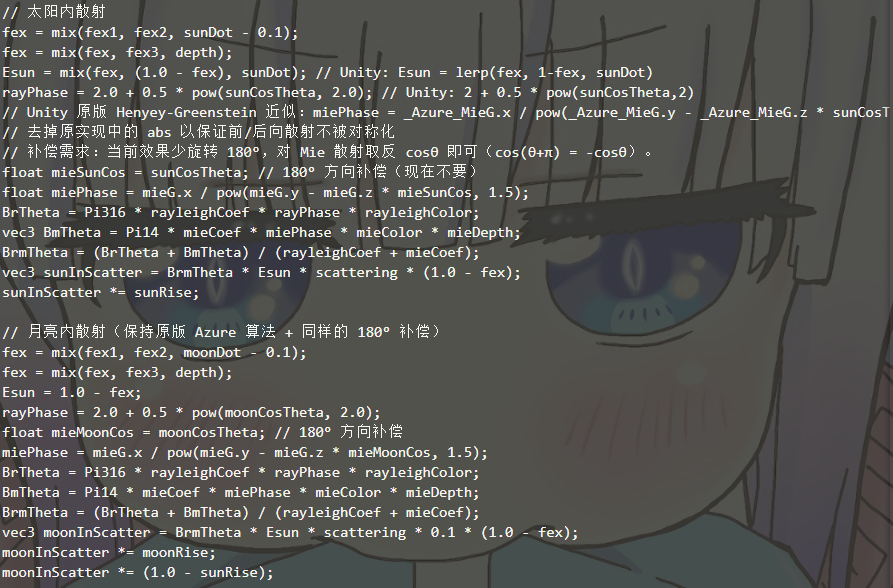 // 太阳内散射
fex = mix(fex1, fex2, sunDot - 0.1);
fex = mix(fex, fex3, depth);
Esun = mix(fex, (1.0 - fex), sunDot); // Unity: Esun = lerp(fex, 1-fex, sunDot)
rayPhase = 2.0 + 0.5 * pow(sunCosTheta, 2.0); // Unity: 2 + 0.5 * pow(sunCosTheta,2)
// Unity 原版 Henyey-Greenstein 近似：miePhase = _Azure_MieG.x / pow(_Azure_MieG.y - _Azure_MieG.z * sunCosT
// 去掉原实现中的 abs 以保证前/后向散射不被对称化
// 补偿需求：当前效果少旋转 180°，对 Mie 散射取反 cosθ 即可（cos(θ+π) = -cosθ）。
float mieSunCos = sunCosTheta; // 180° 方向补偿（现在不要）
float miePhase = mieG.x / pow(mieG.y - mieG.z * mieSunCos, 1.5);
BrTheta = Pi316 * rayleighCoef * rayPhase * rayleighColor;
vec3 BmTheta = Pi14 * mieCoef * miePhase * mieColor * mieDepth;
BrmTheta = (BrTheta + BmTheta) / (rayleighCoef + mieCoef);
vec3 sunInScatter = BrmTheta * Esun * scattering * (1.0 - fex);
sunInScatter *= sunRise;
// 月亮内散射（保持原版 Azure 算法 + 同样的 180° 补偿）
fex = mix(fex1, fex2, moonDot - 0.1);
fex = mix(fex, fex3, depth);
Esun = 1.0 - fex;
rayPhase = 2.0 + 0.5 * pow(moonCosTheta, 2.0);
float mieMoonCos = moonCosTheta; // 180° 方向补偿
miePhase = mieG.x / pow(mieG.y - mieG.z * mieMoonCos, 1.5);
BrTheta = Pi316 * rayleighCoef * rayPhase * rayleighColor;
BmTheta = Pi14 * mieCoef * miePhase * mieColor * mieDepth;
BrmTheta = (BrTheta + BmTheta) / (rayleighCoef + mieCoef);
vec3 moonInScatter = BrmTheta * Esun * scattering * 0.1 * (1.0 - fex);
moonInScatter *= moonRise;
moonInScatter *= (1.0 - sunRise);